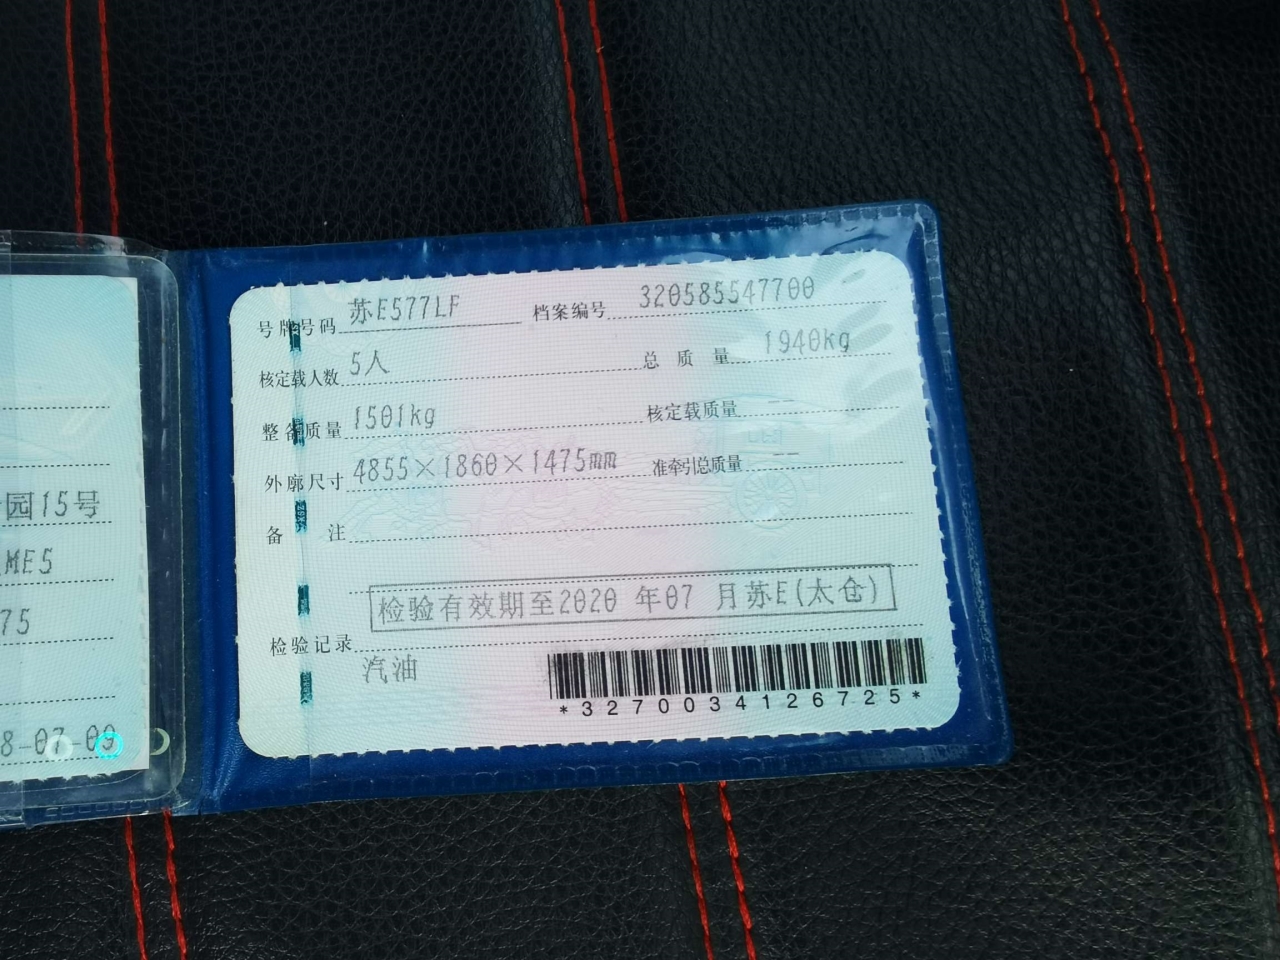 园15号
ME5
75
8-07-09
号牌号码 苏E577LF 档案编号 320585547700
核定载人数 5人 总质量 1940kg
整备质量 1501kg 核定载质量 --
外廓尺寸 4855×1860×1475mm 准牵引总质量 --
备注
检验有效期至2020 年07 月苏E(太仓)
检验记录
汽油
*3270034126725*